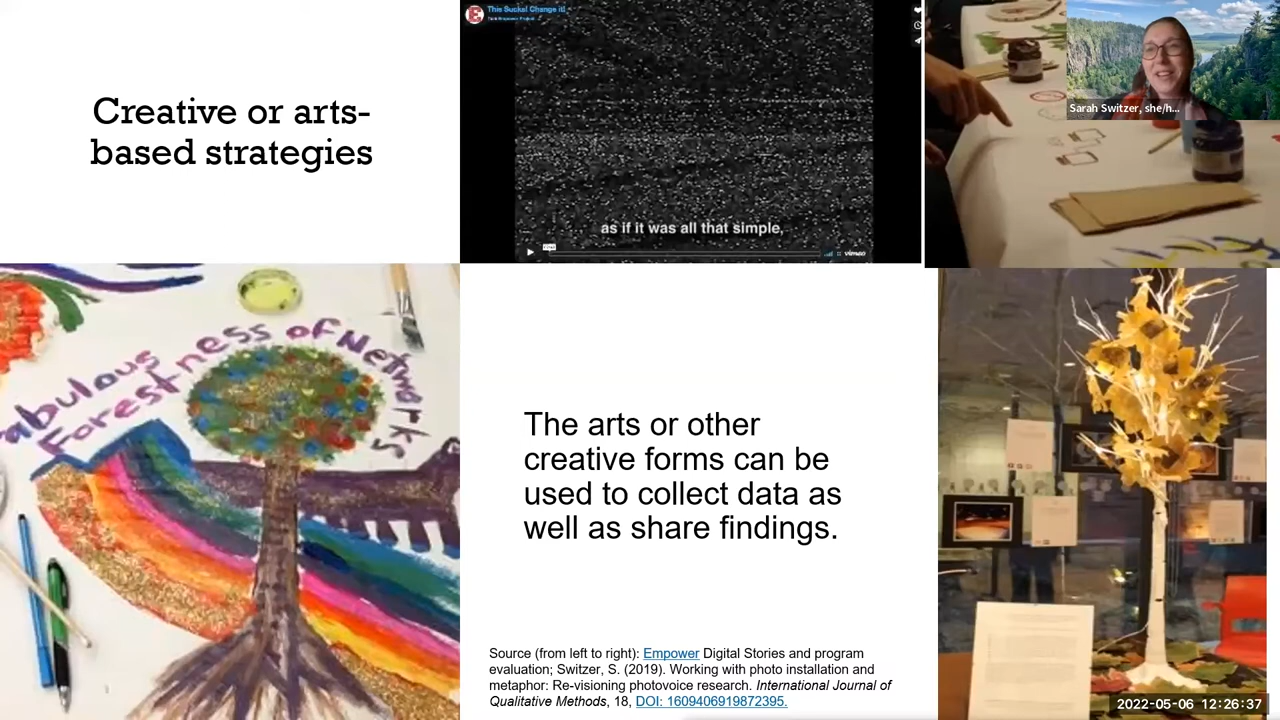 Creative or arts-
based strategies
This Sucks! Change it!
as if it was all that simple,
vimeo
Sarah Switzer, she/h...
Fabulous
Forestness of Networks
The arts or other
creative forms can be
used to collect data as
well as share findings.
Source (from left to right): Empower Digital Stories and program
evaluation; Switzer, S. (2019). Working with photo installation and
metaphor: Re-visioning photovoice research. International Journal of
Qualitative Methods, 18, DOI: 1609406919872395.
2022-05-06 12:26:37